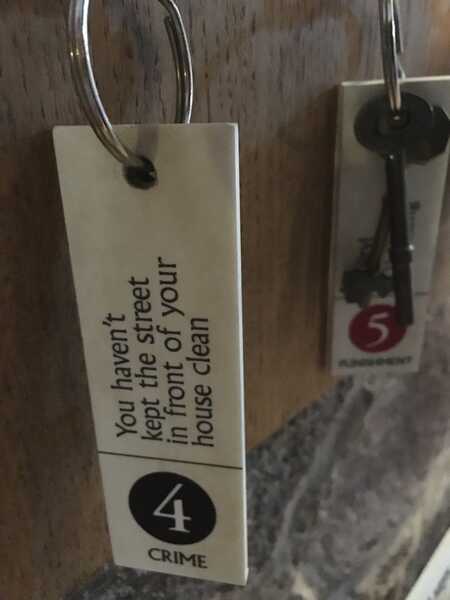 You haven't
kept the street
in front of your
house clean
4
CRIME
5
PUNISHMENT